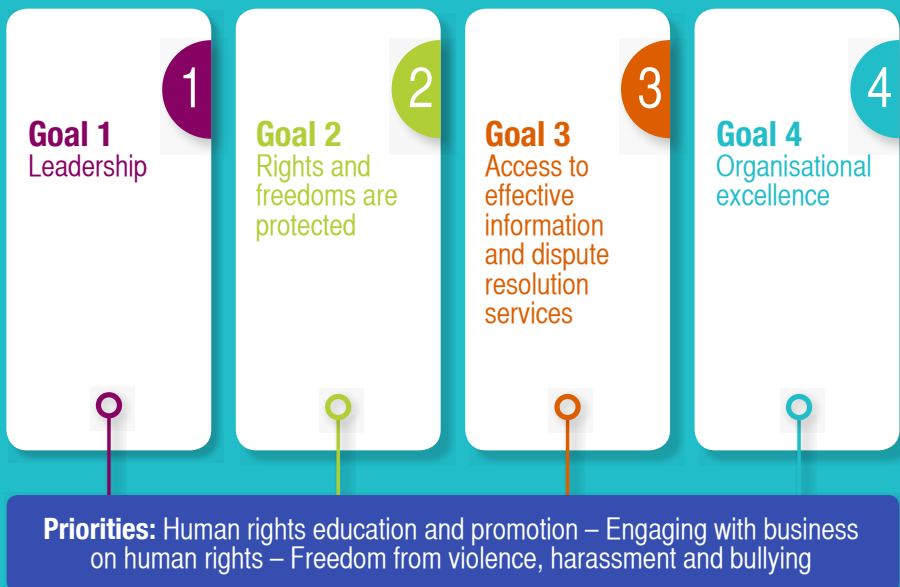 1
Goal 1
Leadership
2
Goal 2
Rights and
freedoms are
protected
3
Goal 3
Access to
effective
information
and dispute
resolution
services
4
Goal 4
Organisational
excellence
Priorities: Human rights education and promotion – Engaging with business
on human rights – Freedom from violence, harassment and bullying